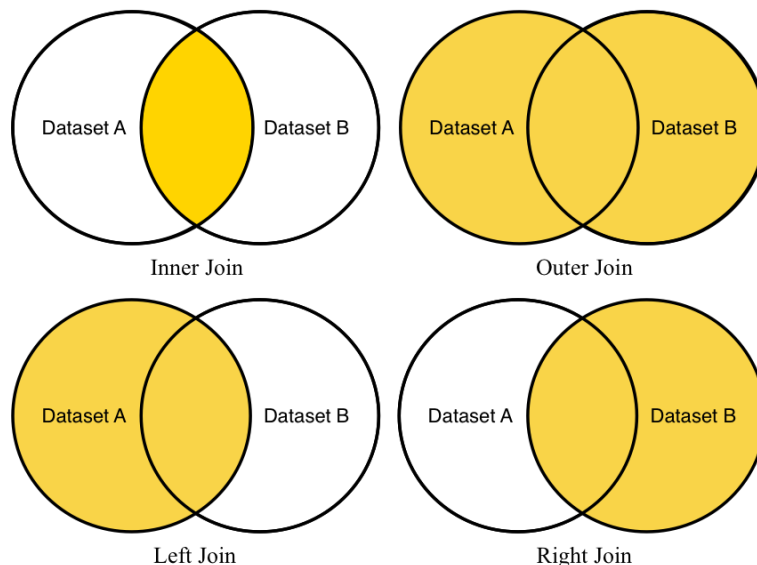 Dataset A
Dataset B
Inner Join
Dataset A
Dataset B
Outer Join
Dataset A
Dataset B
Left Join
Dataset A
Dataset B
Right Join